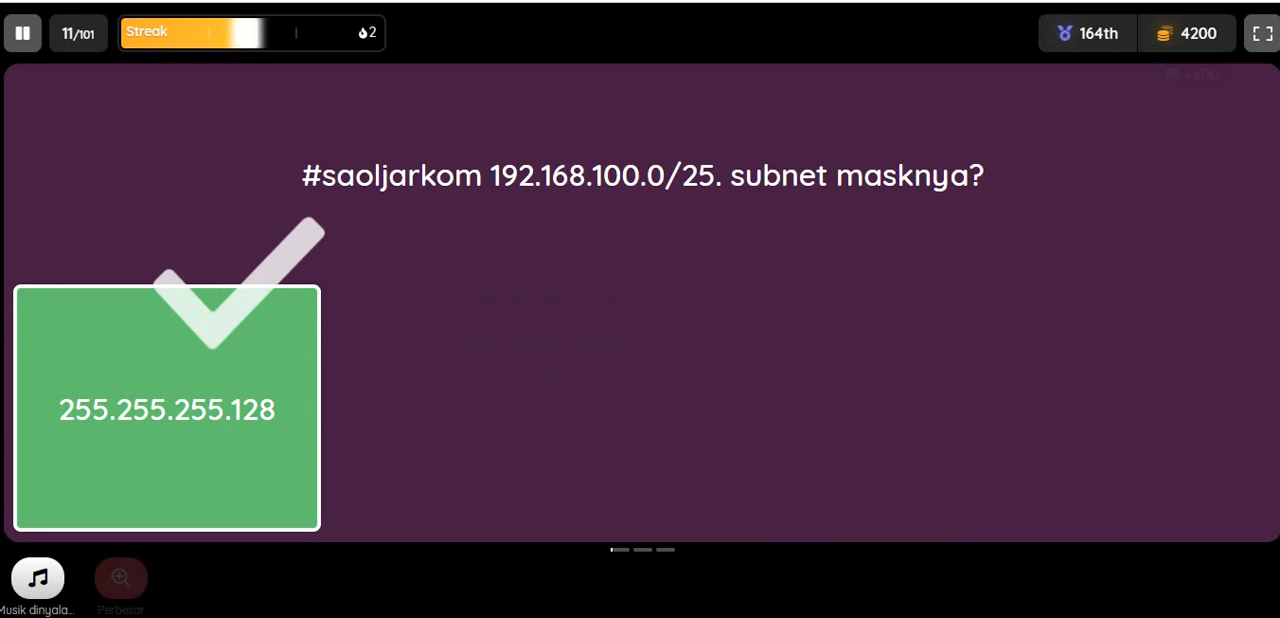 11/101
Streak
2
164th
4200
+600
#saoljarkom 192.168.100.0/25. subnet masknya?
255.255.255.128
Musik dinyala...
Perbesar